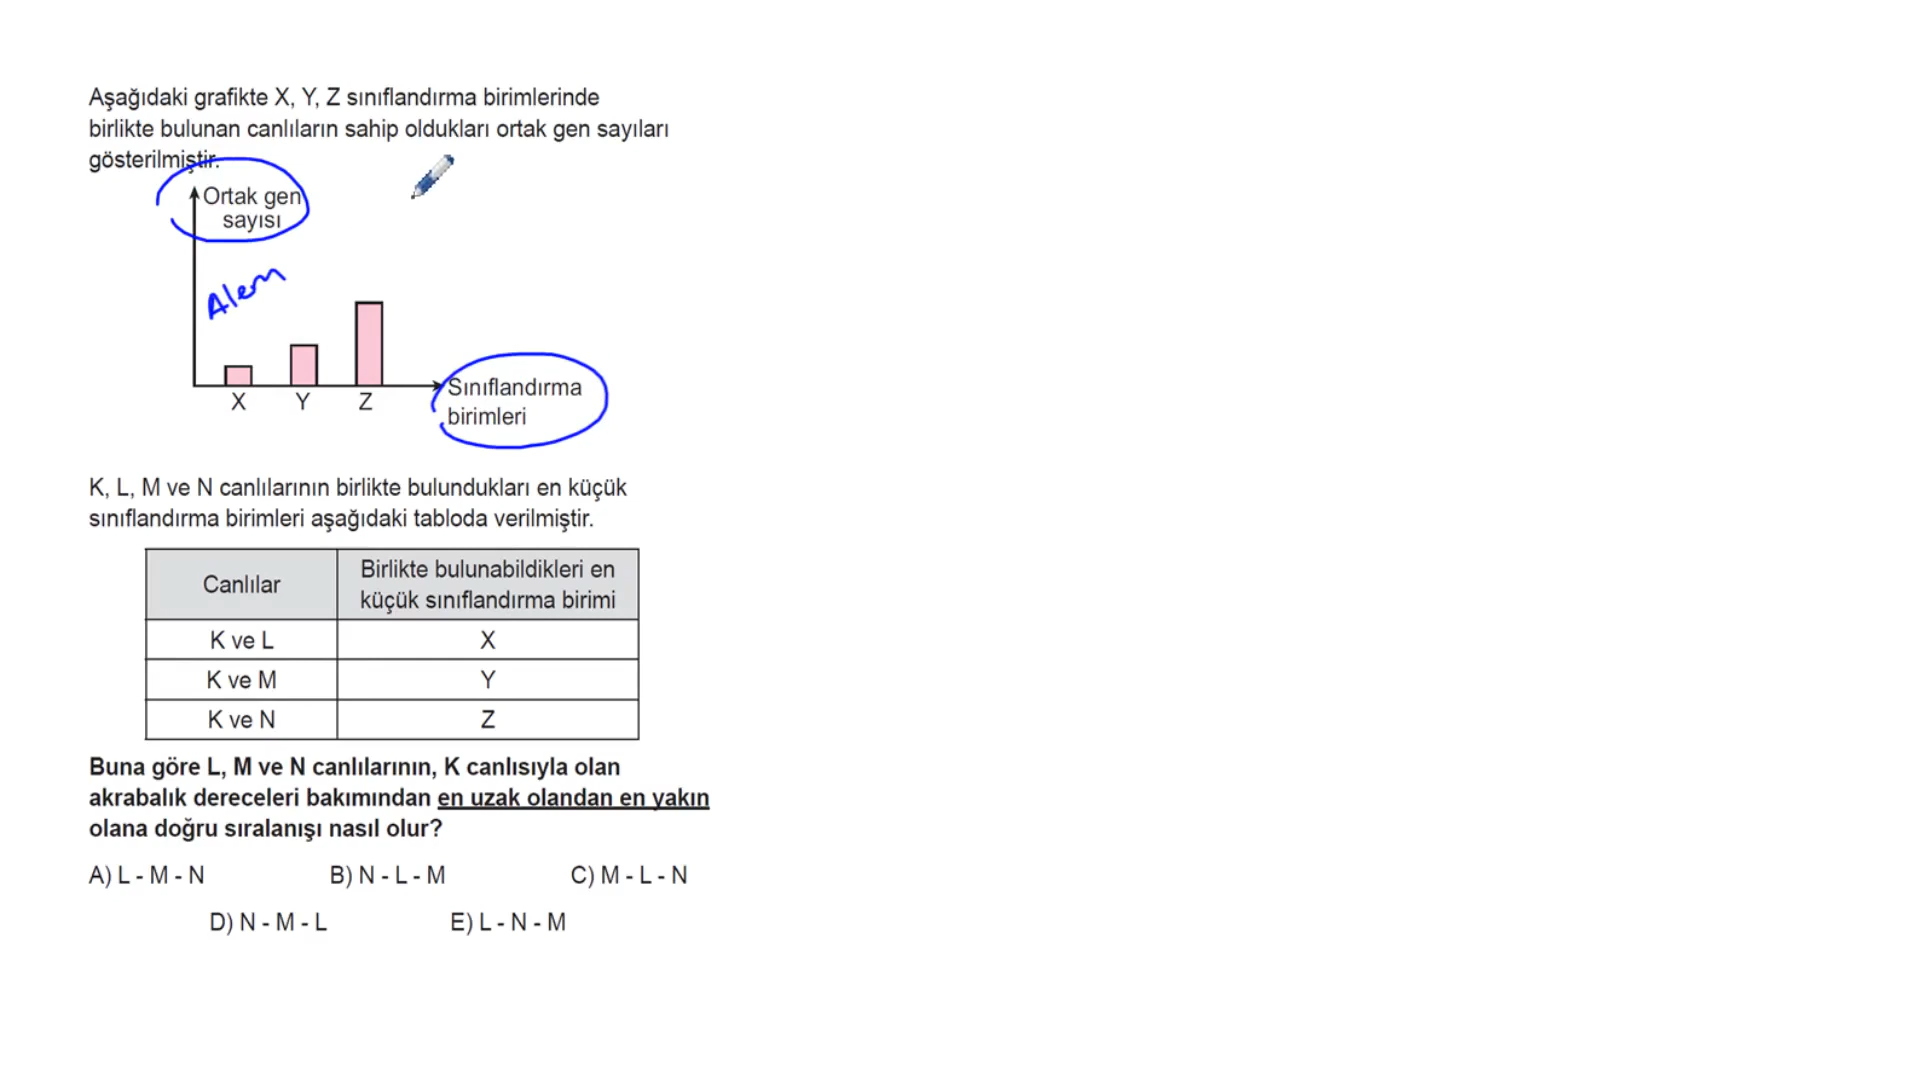 Aşağıdaki grafikte X, Y, Z sınıflandırma birimlerinde
birlikte bulunan canlıların sahip oldukları ortak gen sayıları
gösterilmiştir.
Ortak gen
sayısı
Alem
X Y Z
Sınıflandırma
birimleri
K, L, M ve N canlılarının birlikte bulundukları en küçük
sınıflandırma birimleri aşağıdaki tabloda verilmiştir.
Canlılar
Birlikte bulunabildikleri en
küçük sınıflandırma birimi
K ve L X
K ve M Y
K ve N Z
Buna göre L, M ve N canlılarının, K canlısıyla olan
akrabalık dereceleri bakımından en uzak olandan en yakın
olana doğru sıralanışı nasıl olur?
A) L - M - N B) N - L - M C) M - L - N
D) N - M - L E) L - N - M